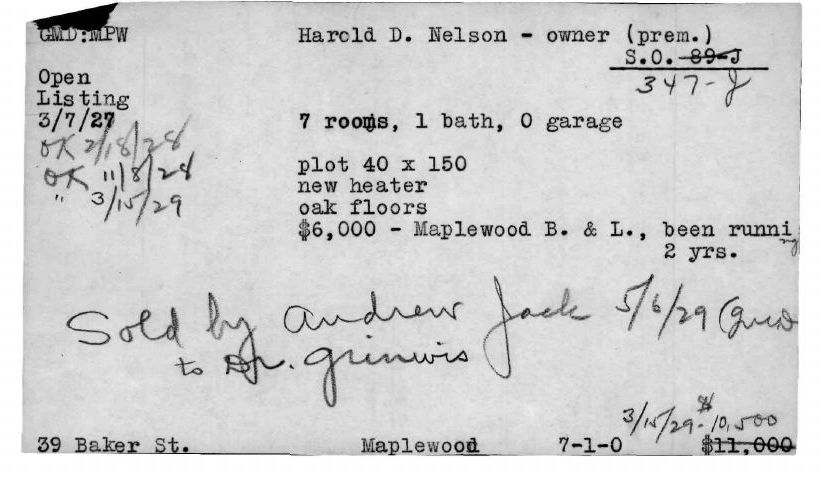 GMD:MPW Harold D. Nelson - owner (prem.)
S.O. 89-J
347-J
Open
Listing
3/7/27 7 rooms, 1 bath, 0 garage
OK 2/18/28
OK 11/8/28 plot 40 x 150
new heater
" 3/15/29 oak floors
$6,000 - Maplewood B. & L., been running
2 yrs.
Sold by Andrew Jack 5/6/29
to Dr. Grinwis
3/15/29 - $10,500
39 Baker St. Maplewood 7-1-0 $11,000